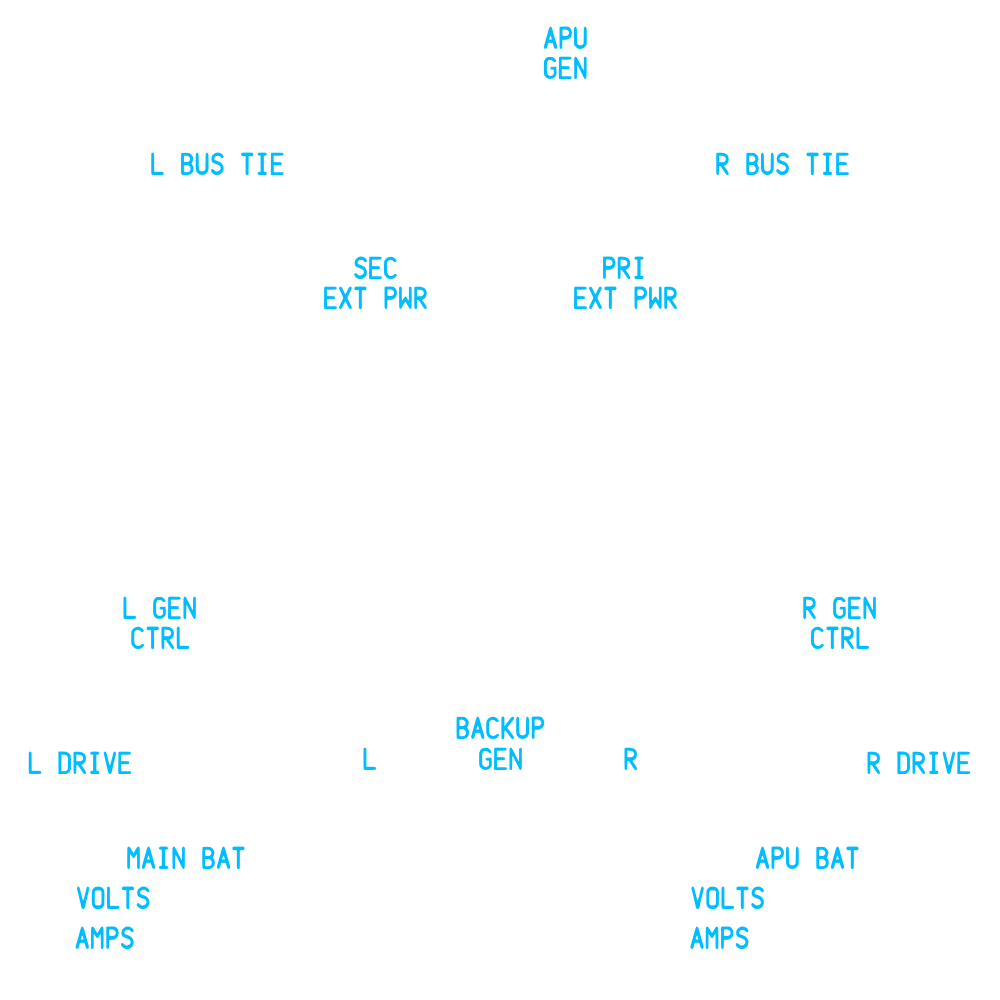 APU
GEN
L BUS TIE
R BUS TIE
SEC
EXT PWR
PRI
EXT PWR
L GEN
CTRL
R GEN
CTRL
L DRIVE
L
BACKUP
GEN
R
R DRIVE
MAIN BAT
VOLTS
AMPS
APU BAT
VOLTS
AMPS